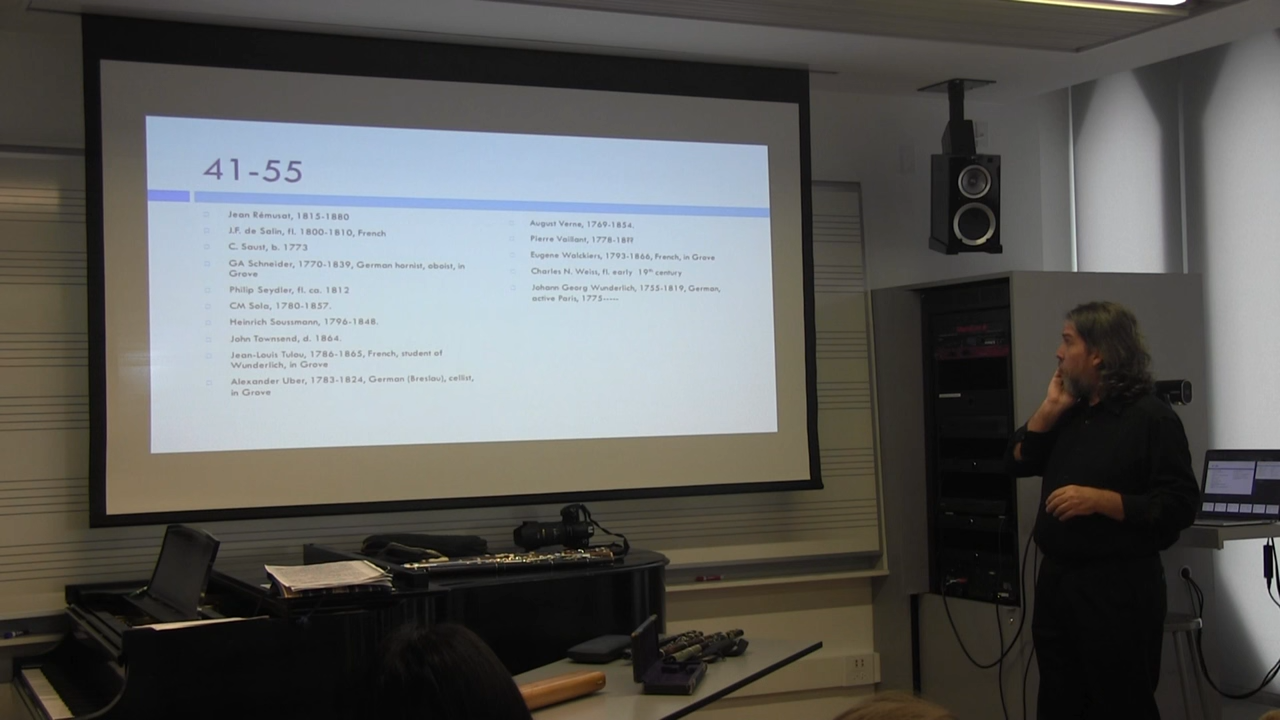 41-55
Jean Rémusat, 1815-1880
J.F. de Salin, fl. 1800-1810, French
C. Saust, b. 1773
GA Schneider, 1770-1839, German hornist, oboist, in
Grove
Philip Seydler, fl. ca. 1812
CM Sola, 1780-1857.
Heinrich Soussmann, 1796-1848.
John Townsend, d. 1864.
Jean-Louis Tulou, 1786-1865, French, student of
Wunderlich, in Grove
Alexander Uber, 1783-1824, German (Breslau), cellist,
in Grove
August Verne, 1769-1854.
Pierre Vaillant, 1778-18??
Eugene Walckiers, 1793-1866, French, in Grove
Charles N. Weiss, fl. early 19th century
Johann Georg Wunderlich, 1755-1819, German,
active Paris, 1775-----